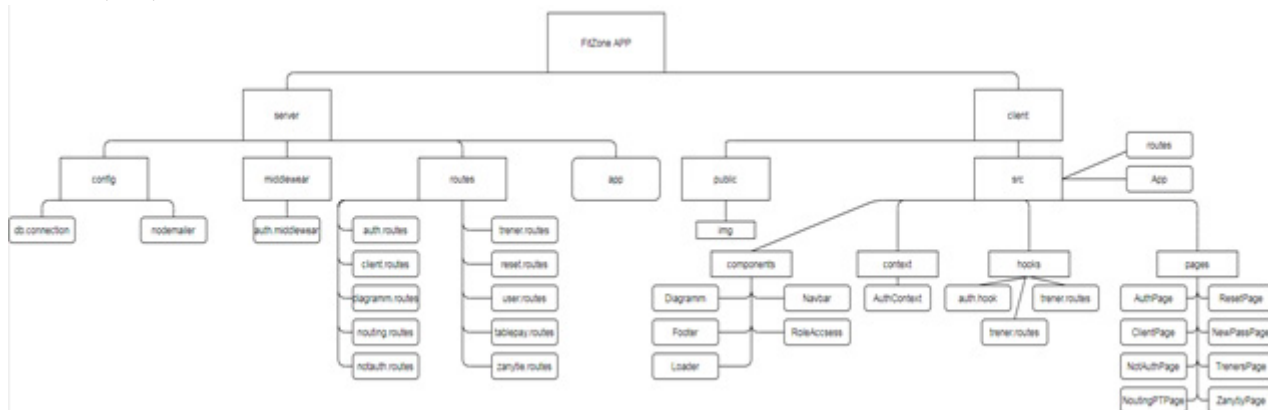 FitZone APP
server
client
routes
App
config
middlewear
routes
app
public
src
db.connection
nodemailer
auth.middlewear
auth.routes
trener.routes
client.routes
reset.routes
diagramm.routes
user.routes
nouting.routes
tablepay.routes
notauth.routes
zanytie.routes
img
components
context
hooks
pages
Diagramm
Navbar
AuthContext
auth.hook
trener.routes
AuthPage
ResetPage
Footer
RoleAccsess
trener.routes
ClientPage
NewPassPage
Loader
NotAuthPage
TrenersPage
NoutingPTPage
ZanytiyPage